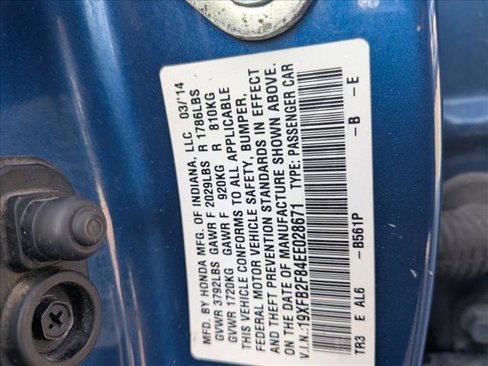 MFD. BY HONDA MFG. OF INDIANA, LLC 03/'14
GVWR 3792LBS GAWR F 2029LBS R 1786LBS
GVWR 1720KG GAWR F 920KG R 810KG
THIS VEHICLE CONFORMS TO ALL APPLICABLE
FEDERAL MOTOR VEHICLE SAFETY, BUMPER,
AND THEFT PREVENTION STANDARDS IN EFFECT
ON THE DATE OF MANUFACTURE SHOWN ABOVE.
V.I.N.:19XFB2F84EE028671 TYPE: PASSENGER CAR
TR3 E AL6 -B561P -B -E